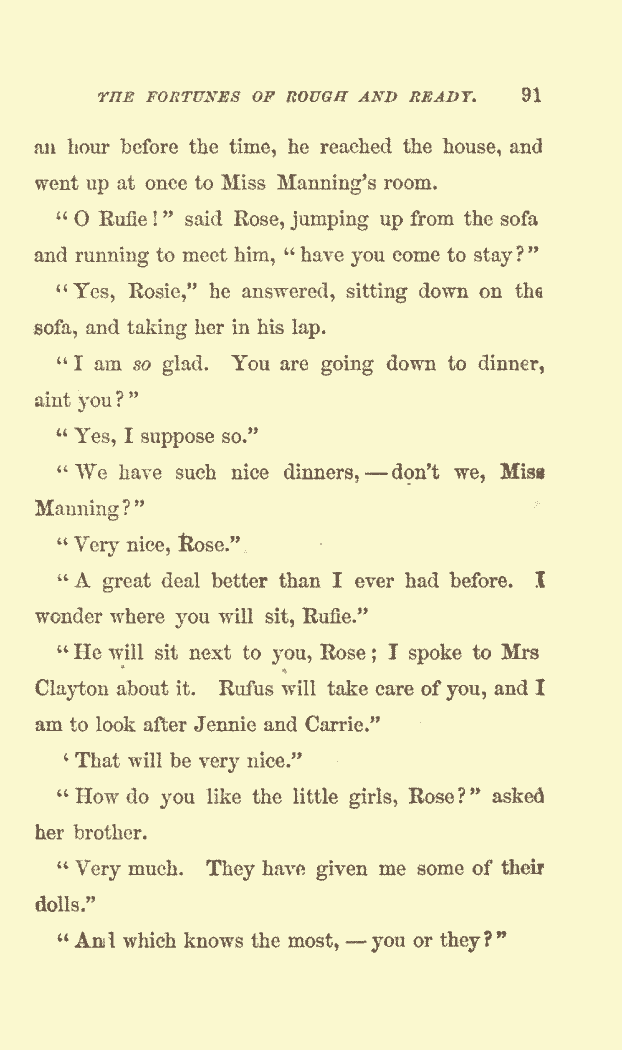 THE FORTUNES OF ROUGH AND READY. 91
an hour before the time, he reached the house, and
went up at once to Miss Manning's room.
"O Rufie!" said Rose, jumping up from the sofa
and running to meet him, "have you come to stay?"
"Yes, Rosie," he answered, sitting down on the
sofa, and taking her in his lap.
"I am so glad. You are going down to dinner,
aint you?"
"Yes, I suppose so."
"We have such nice dinners, — don't we, Miss
Manning?"
"Very nice, Rose."
"A great deal better than I ever had before. I
wonder where you will sit, Rufie."
"He will sit next to you, Rose; I spoke to Mrs
Clayton about it. Rufus will take care of you, and I
am to look after Jennie and Carrie."
'That will be very nice."
"How do you like the little girls, Rose?" asked
her brother.
"Very much. They have given me some of their
dolls."
"And which knows the most, — you or they?"